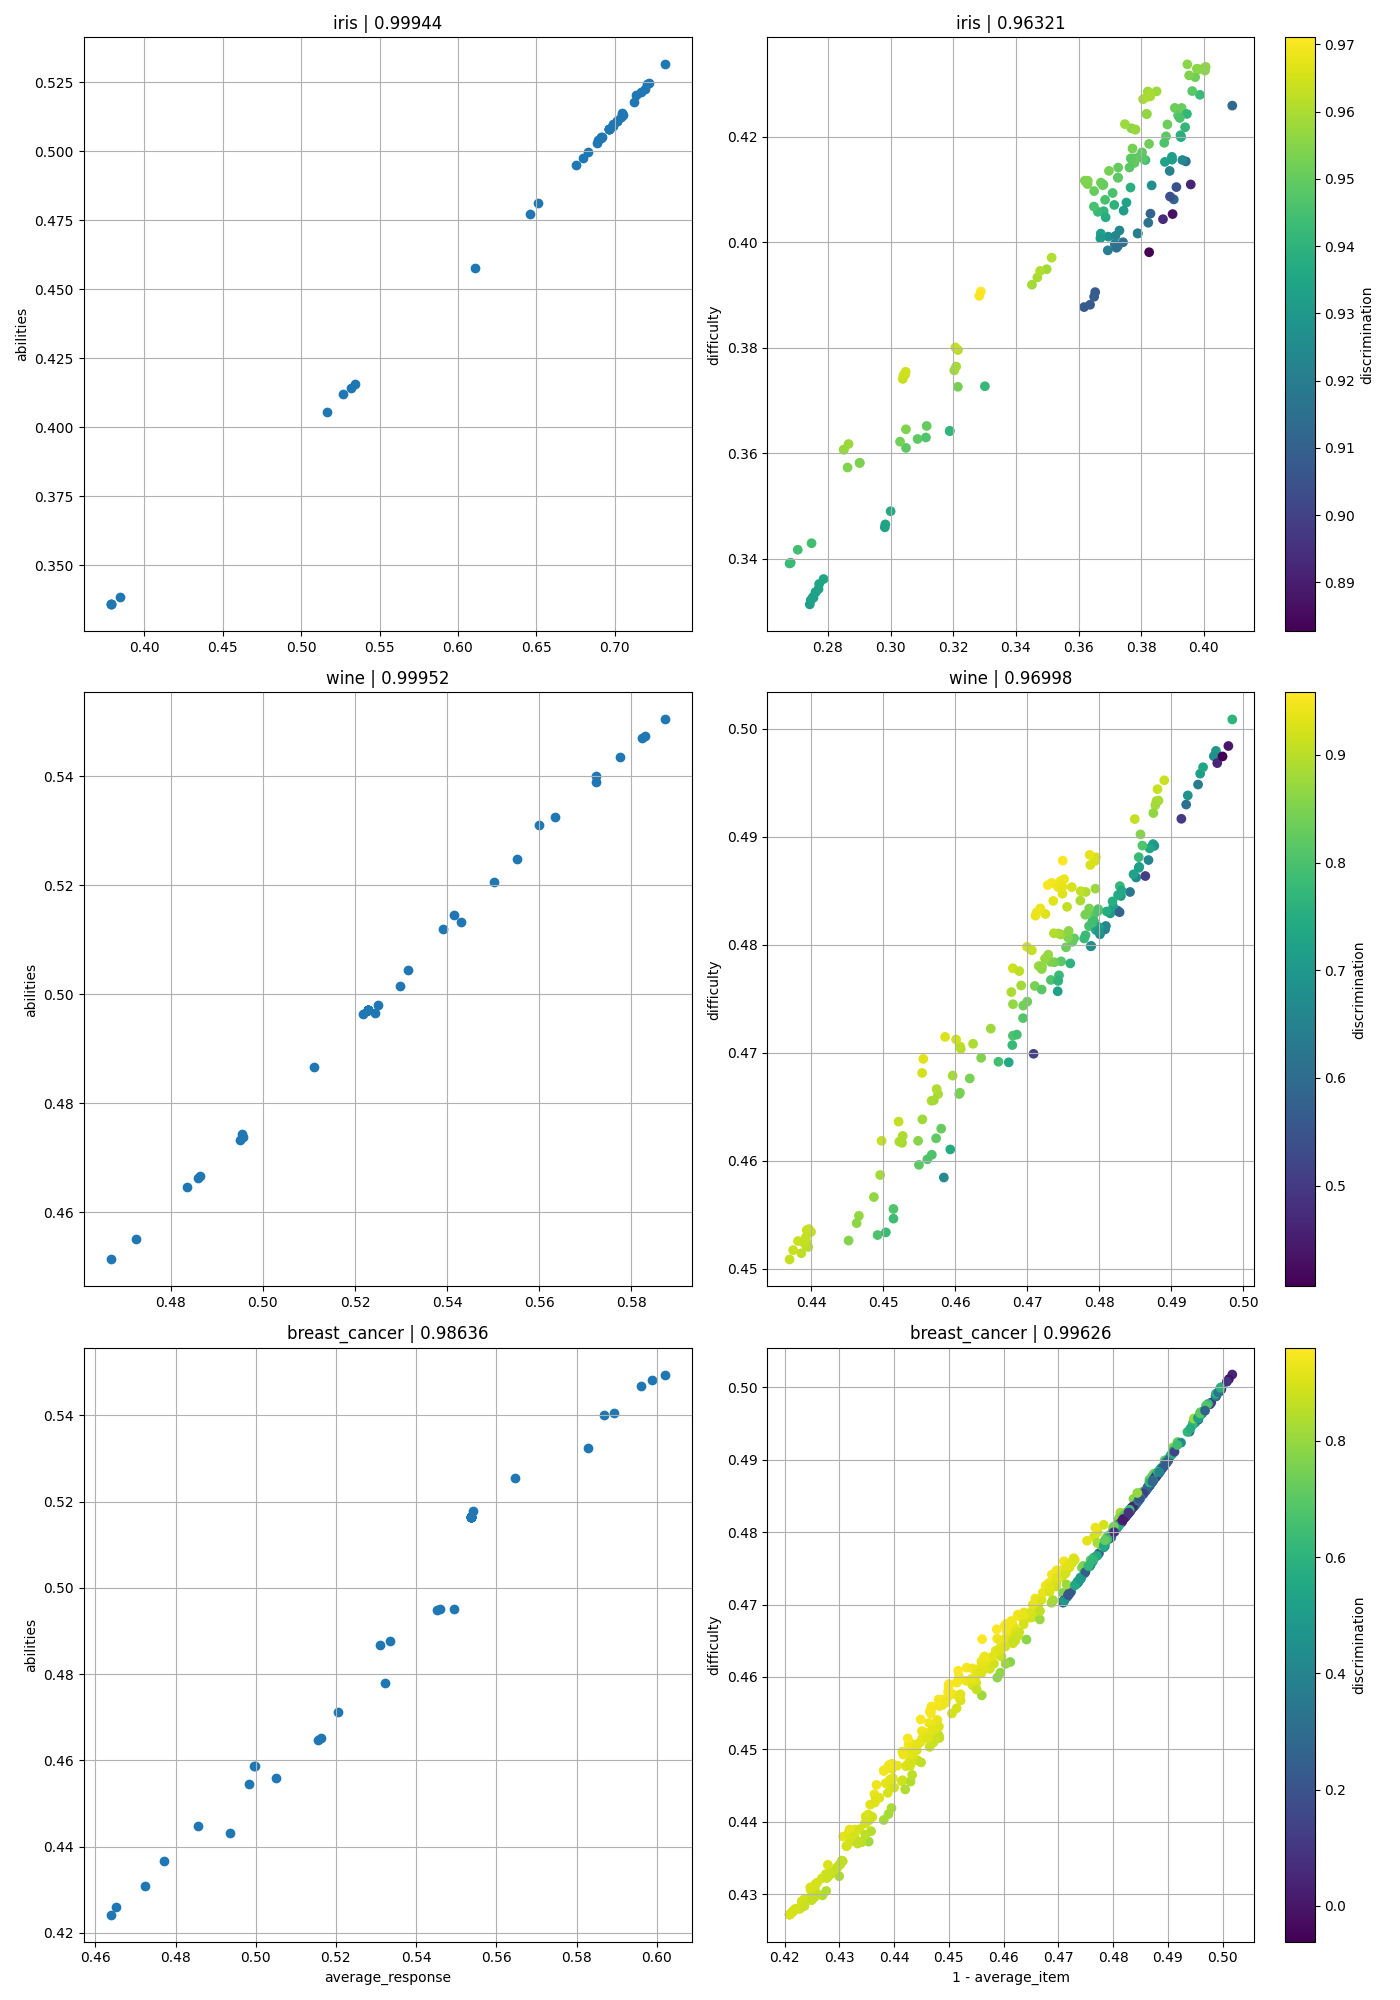 iris | 0.99944
abilities
0.525
0.500
0.475
0.450
0.425
0.400
0.375
0.350
0.40 0.45 0.50 0.55 0.60 0.65 0.70
iris | 0.96321
difficulty
0.42
0.40
0.38
0.36
0.34
0.28 0.30 0.32 0.34 0.36 0.38 0.40
0.97
0.96
0.95
0.94
0.93
0.92
0.91
0.90
0.89
discrimination
wine | 0.99952
abilities
0.54
0.52
0.50
0.48
0.46
0.48 0.50 0.52 0.54 0.56 0.58
wine | 0.96998
difficulty
0.50
0.49
0.48
0.47
0.46
0.45
0.44 0.45 0.46 0.47 0.48 0.49 0.50
0.9
0.8
0.7
0.6
0.5
discrimination
breast_cancer | 0.98636
abilities
0.54
0.52
0.50
0.48
0.46
0.44
0.42
0.46 0.48 0.50 0.52 0.54 0.56 0.58 0.60
average_response
breast_cancer | 0.99626
difficulty
0.50
0.49
0.48
0.47
0.46
0.45
0.44
0.43
0.42 0.43 0.44 0.45 0.46 0.47 0.48 0.49 0.50
1 - average_item
0.8
0.6
0.4
0.2
0.0
discrimination